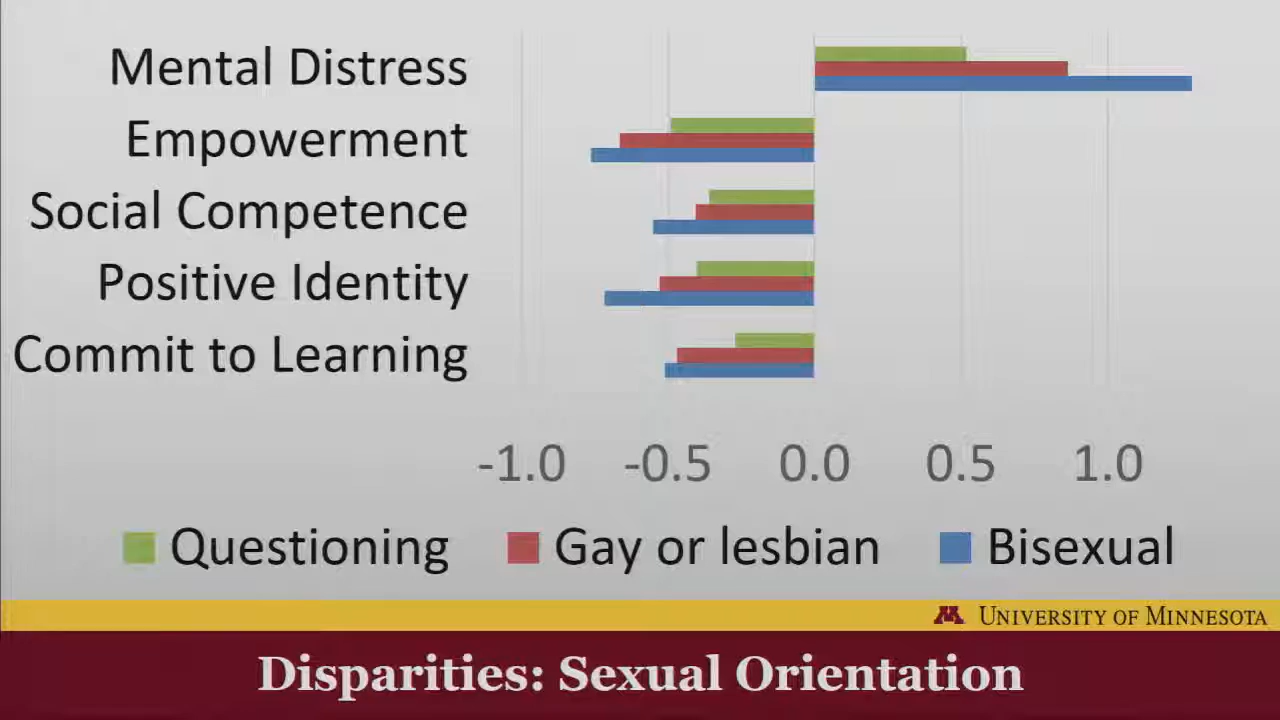 Mental Distress
Empowerment
Social Competence
Positive Identity
Commit to Learning
-1.0 -0.5 0.0 0.5 1.0
Questioning Gay or lesbian Bisexual
M UNIVERSITY OF MINNESOTA
Disparities: Sexual Orientation